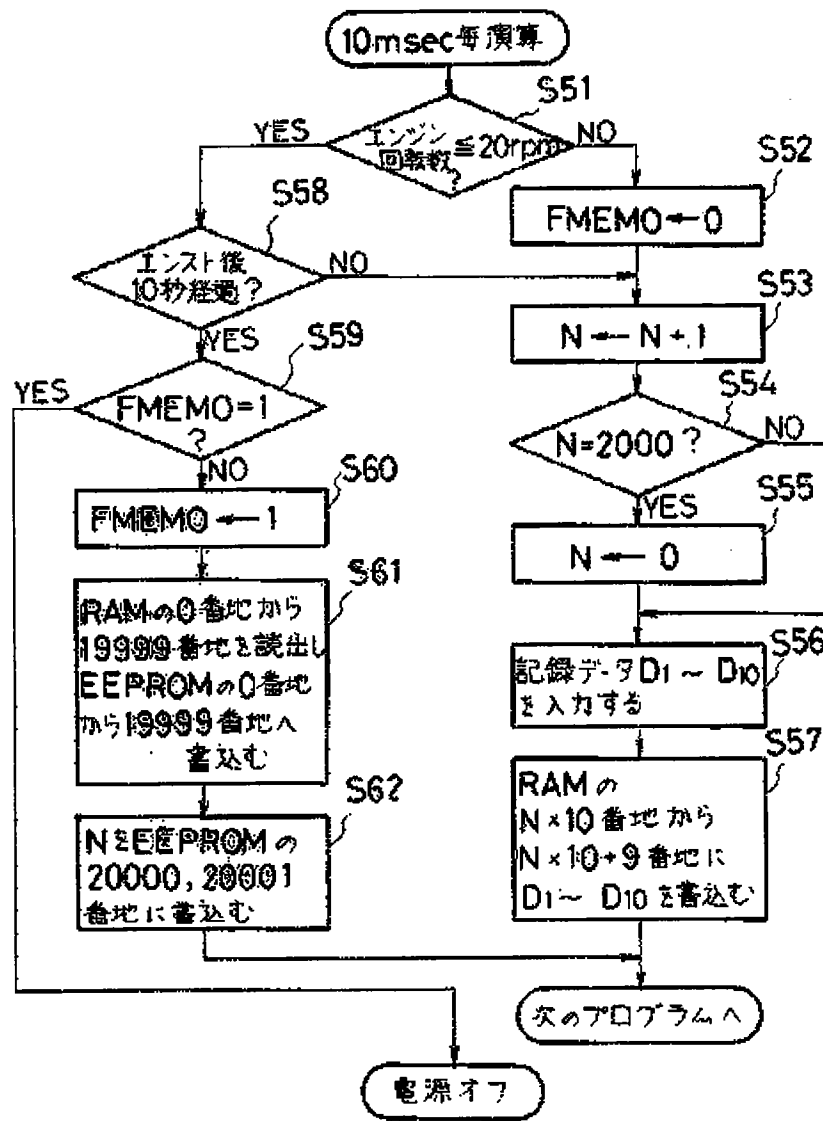 10msec毎演算
S51
エンジン
回転数≦20rpm
?
YES
NO
S52
FMEMO←0
S58
エンスト後
10秒経過?
NO
YES
S53
N←N+1
S59
FMEMO=1
?
YES
NO
S54
N=2000?
NO
YES
S60
FMEMO←1
S55
N←0
S61
RAMの0番地から
19999番地を読出し
EEPROMの0番地
から19999番地へ
書込む
S56
記録データD1~D10
を入力する
S57
RAMの
N×10番地から
N×10+9番地に
D1~D10を書込む
S62
NをEEPROMの
20000,20001
番地に書込む
次のプログラムへ
電源オフ